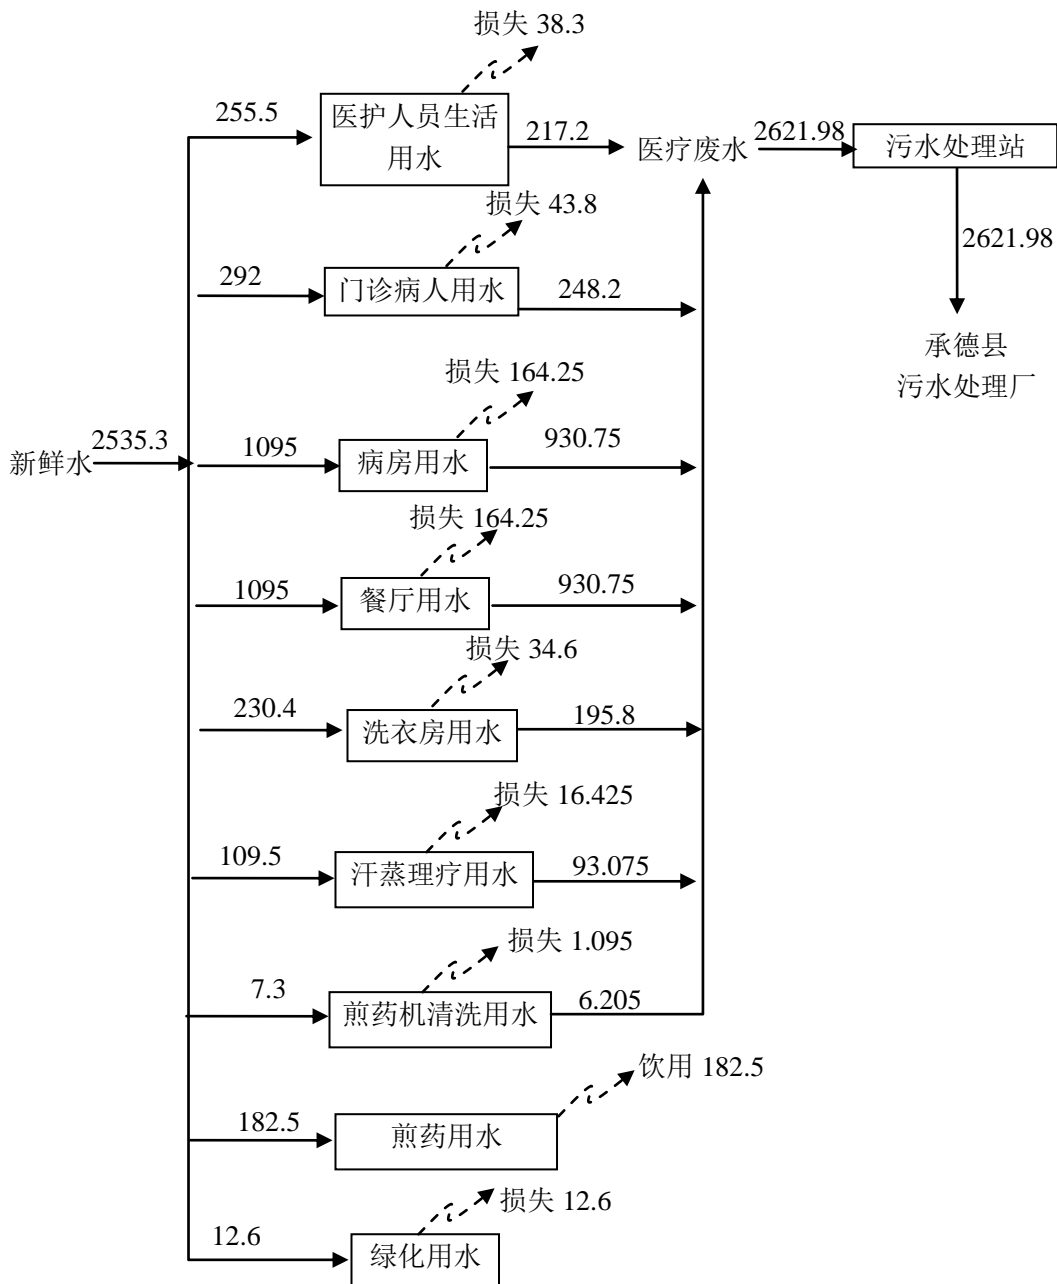 损失 38.3
255.5
医护人员生活
用水
217.2
医疗废水
2621.98
污水处理站
2621.98
承德县
污水处理厂
损失 43.8
292
门诊病人用水
248.2
损失 164.25
新鲜水
2535.3
1095
病房用水
930.75
损失 164.25
1095
餐厅用水
930.75
损失 34.6
230.4
洗衣房用水
195.8
损失 16.425
109.5
汗蒸理疗用水
93.075
损失 1.095
7.3
煎药机清洗用水
6.205
饮用 182.5
182.5
煎药用水
损失 12.6
12.6
绿化用水